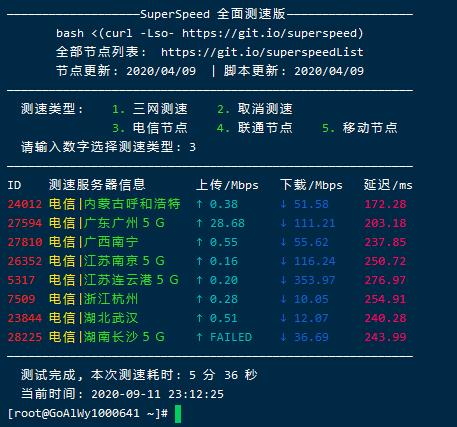 SuperSpeed 全面测速版
bash <(curl -Lso- https://git.io/superspeed)
全部节点列表: https://git.io/superspeedList
节点更新: 2020/04/09 | 脚本更新: 2020/04/09
测速类型: 1. 三网测速 2. 取消测速
3. 电信节点 4. 联通节点 5. 移动节点
请输入数字选择测速类型: 3
ID 测速服务器信息 上传/Mbps 下载/Mbps 延迟/ms
24012 电信|内蒙古呼和浩特 ↑ 0.38 ↓ 51.58 172.28
27594 电信|广东广州５Ｇ ↑ 28.68 ↓ 111.21 203.18
27810 电信|广西南宁 ↑ 0.55 ↓ 55.62 237.85
26352 电信|江苏南京５Ｇ ↑ 0.16 ↓ 116.24 250.72
5317 电信|江苏连云港５Ｇ ↑ 0.20 ↓ 353.97 276.97
7509 电信|浙江杭州 ↑ 0.28 ↓ 10.05 254.91
23844 电信|湖北武汉 ↑ 0.51 ↓ 12.07 240.28
28225 电信|湖南长沙５Ｇ ↑ FAILED ↓ 36.69 243.99
测试完成, 本次测速耗时: 5 分 36 秒
当前时间: 2020-09-11 23:12:25
[root@GoAlWy1000641 ~]#